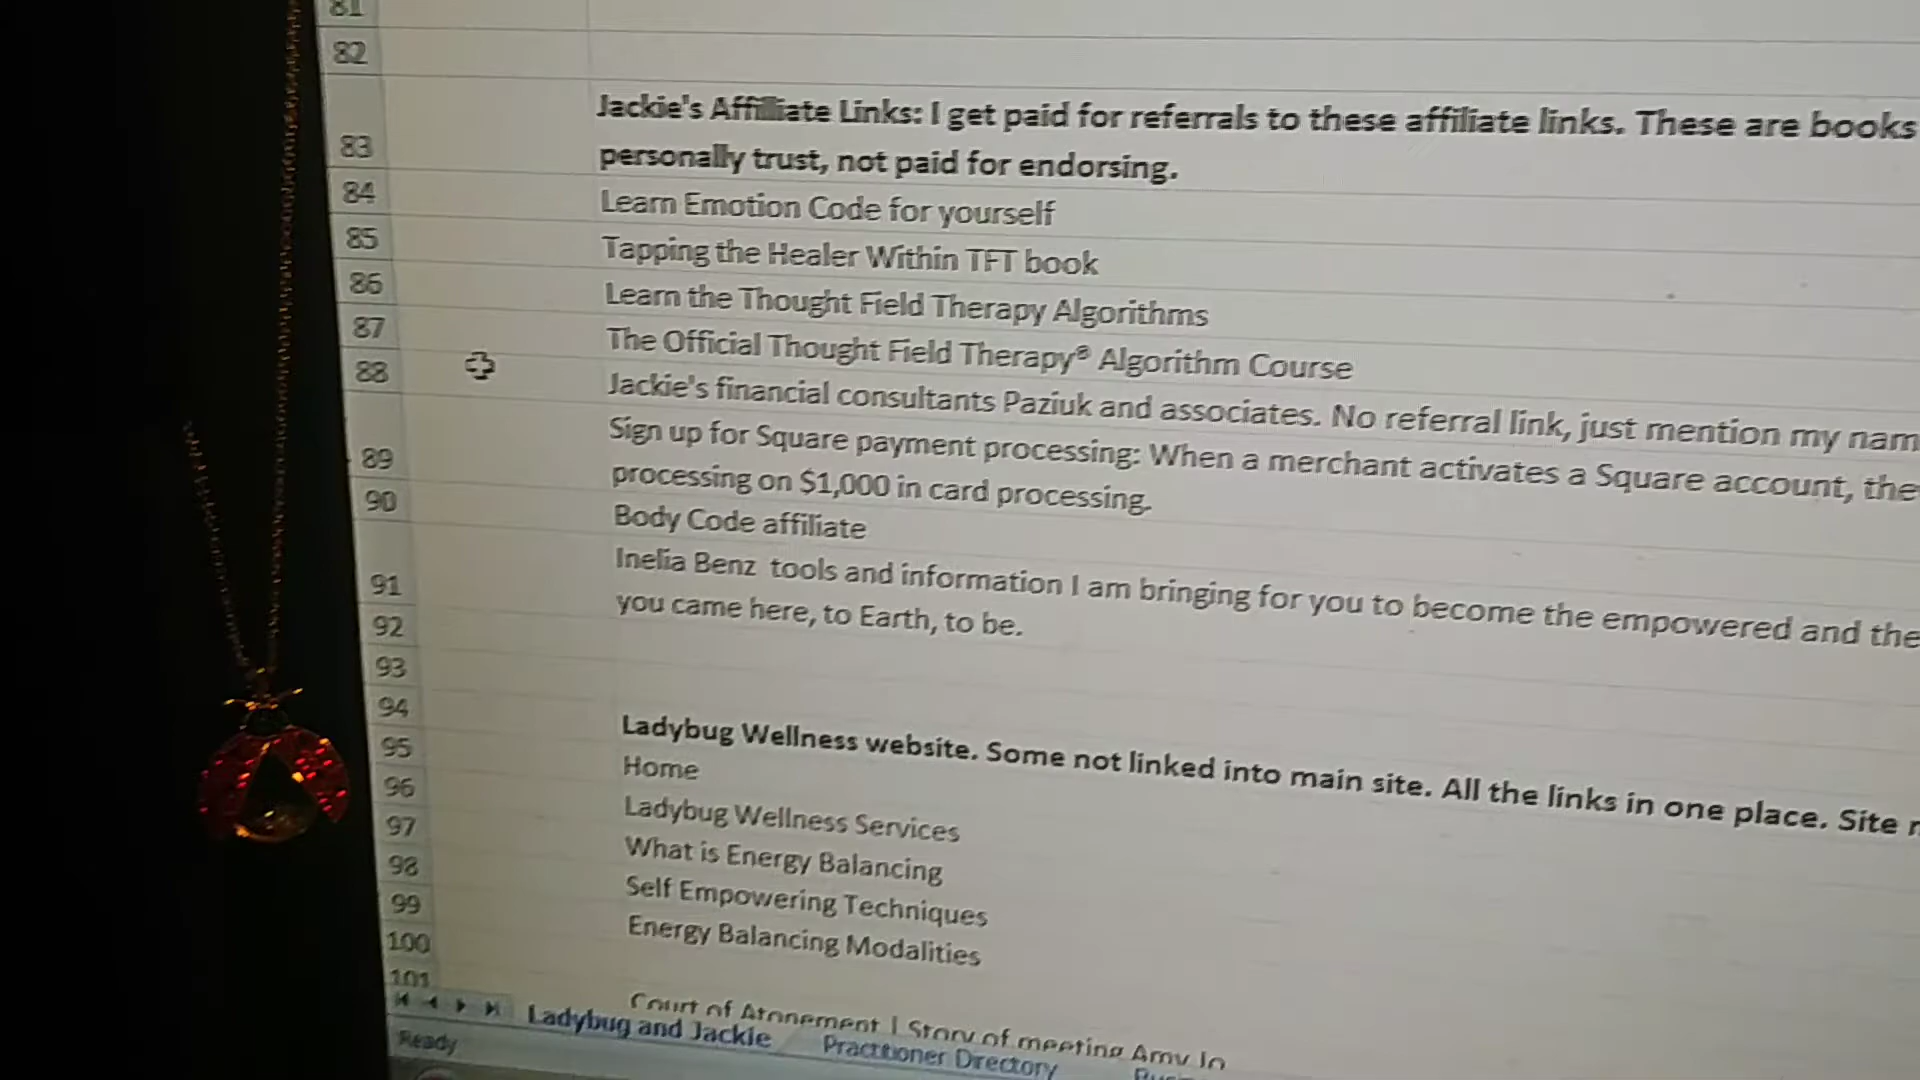 81
82
Jackie's Affiliate Links: I get paid for referrals to these affiliate links. These are books
83
personally trust, not paid for endorsing.
84
Learn Emotion Code for yourself
85
Tapping the Healer Within TFT book
86
Learn the Thought Field Therapy Algorithms
87
The Official Thought Field Therapy® Algorithm Course
88
Jackie's financial consultants Paziuk and associates. No referral link, just mention my nam
Sign up for Square payment processing: When a merchant activates a Square account, the
89
processing on $1,000 in card processing.
90
Body Code affiliate
Inelia Benz tools and information I am bringing for you to become the empowered and the
91
you came here, to Earth, to be.
92
93
94
Ladybug Wellness website. Some not linked into main site. All the links in one place. Site
95
Home
96
Ladybug Wellness Services
97
What is Energy Balancing
98
Self Empowering Techniques
99
Energy Balancing Modalities
100
101
Court of Atonement | Story of meeting Amy Jo
Ladybug and Jackie
Practitioner Directory
Ready